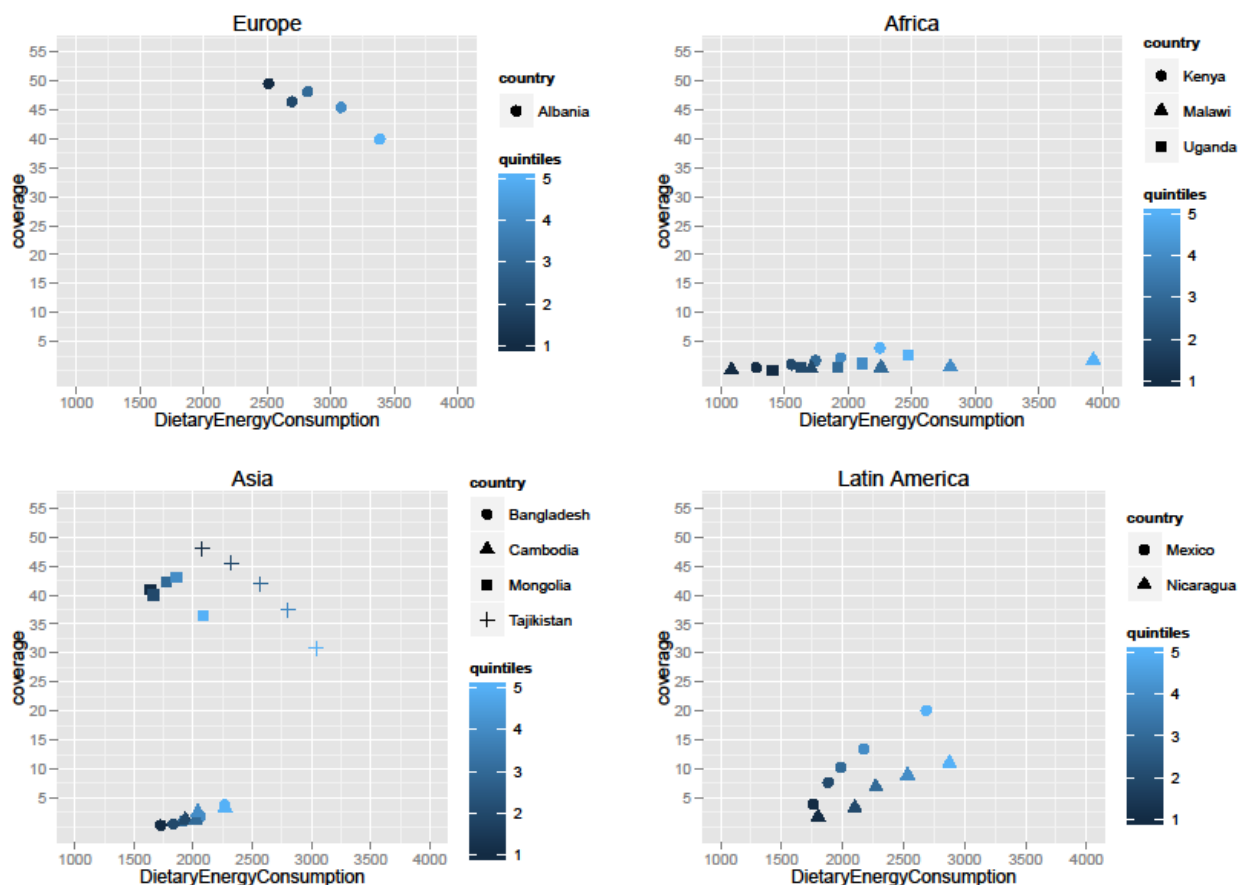 Europe
55
50
45
40
35
30
25
20
15
10
5
coverage
1000 1500 2000 2500 3000 3500 4000
DietaryEnergyConsumption
country
Albania
quintiles
5
4
3
2
1
Africa
55
50
45
40
35
30
25
20
15
10
5
coverage
1000 1500 2000 2500 3000 3500 4000
DietaryEnergyConsumption
country
Kenya
Malawi
Uganda
quintiles
5
4
3
2
1
Asia
55
50
45
40
35
30
25
20
15
10
5
coverage
1000 1500 2000 2500 3000 3500 4000
DietaryEnergyConsumption
country
Bangladesh
Cambodia
Mongolia
Tajikistan
quintiles
5
4
3
2
1
Latin America
55
50
45
40
35
30
25
20
15
10
5
coverage
1000 1500 2000 2500 3000 3500 4000
DietaryEnergyConsumption
country
Mexico
Nicaragua
quintiles
5
4
3
2
1